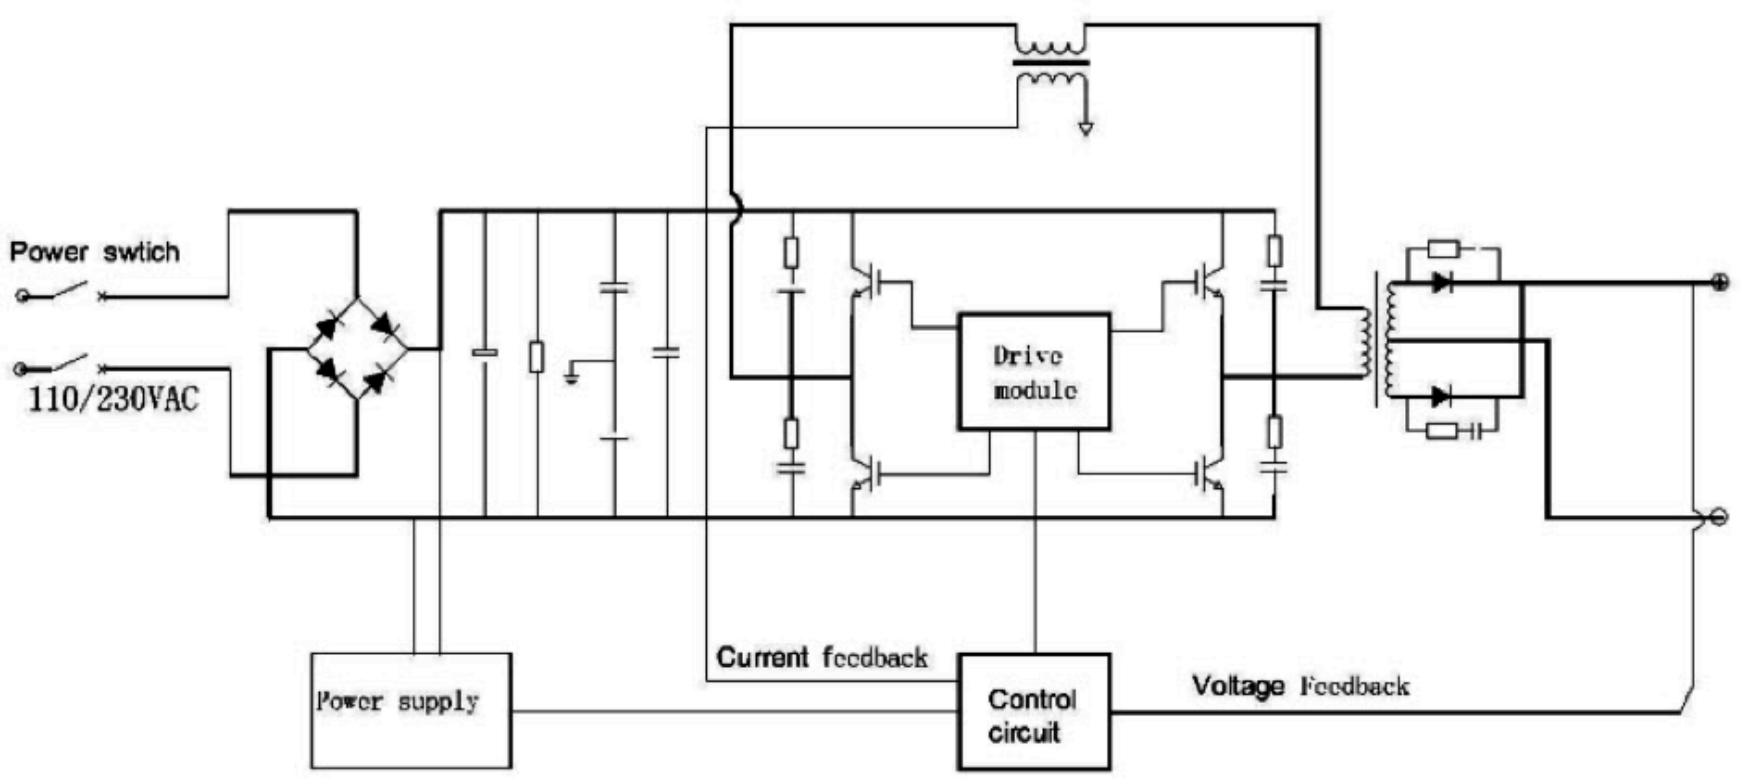 Power swtich
110/230VAC
Drive
module
Current feedback
Power supply
Control
circuit
Voltage Feedback